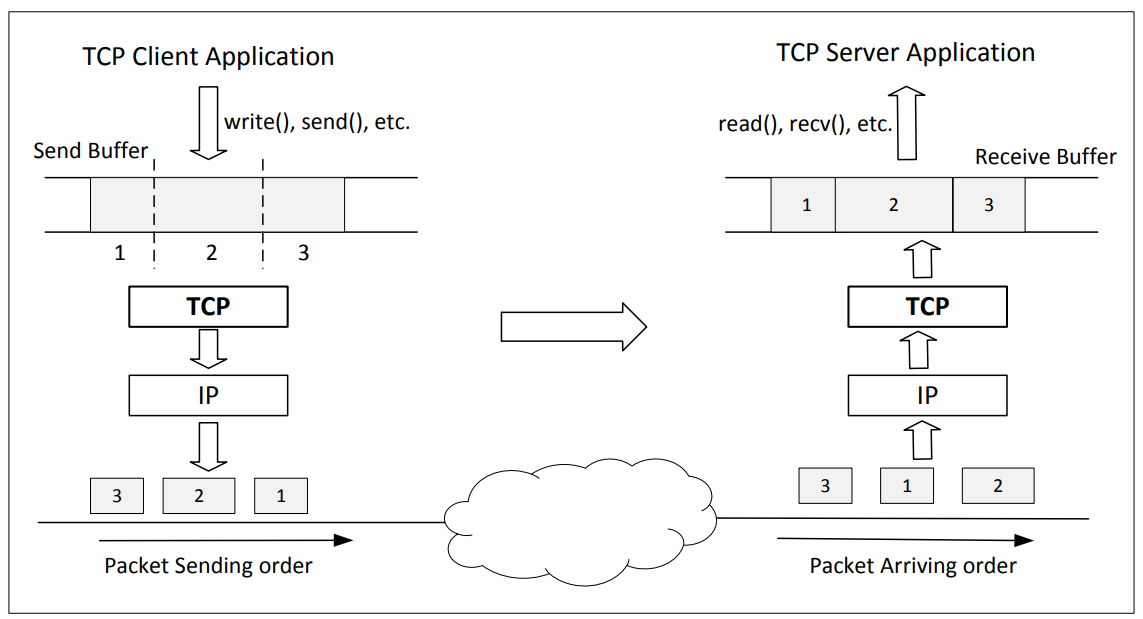 TCP Client Application
write(), send(), etc.
Send Buffer
1
2
3
TCP
IP
3
2
1
Packet Sending order
TCP Server Application
read(), recv(), etc.
Receive Buffer
1
2
3
TCP
IP
3
1
2
Packet Arriving order